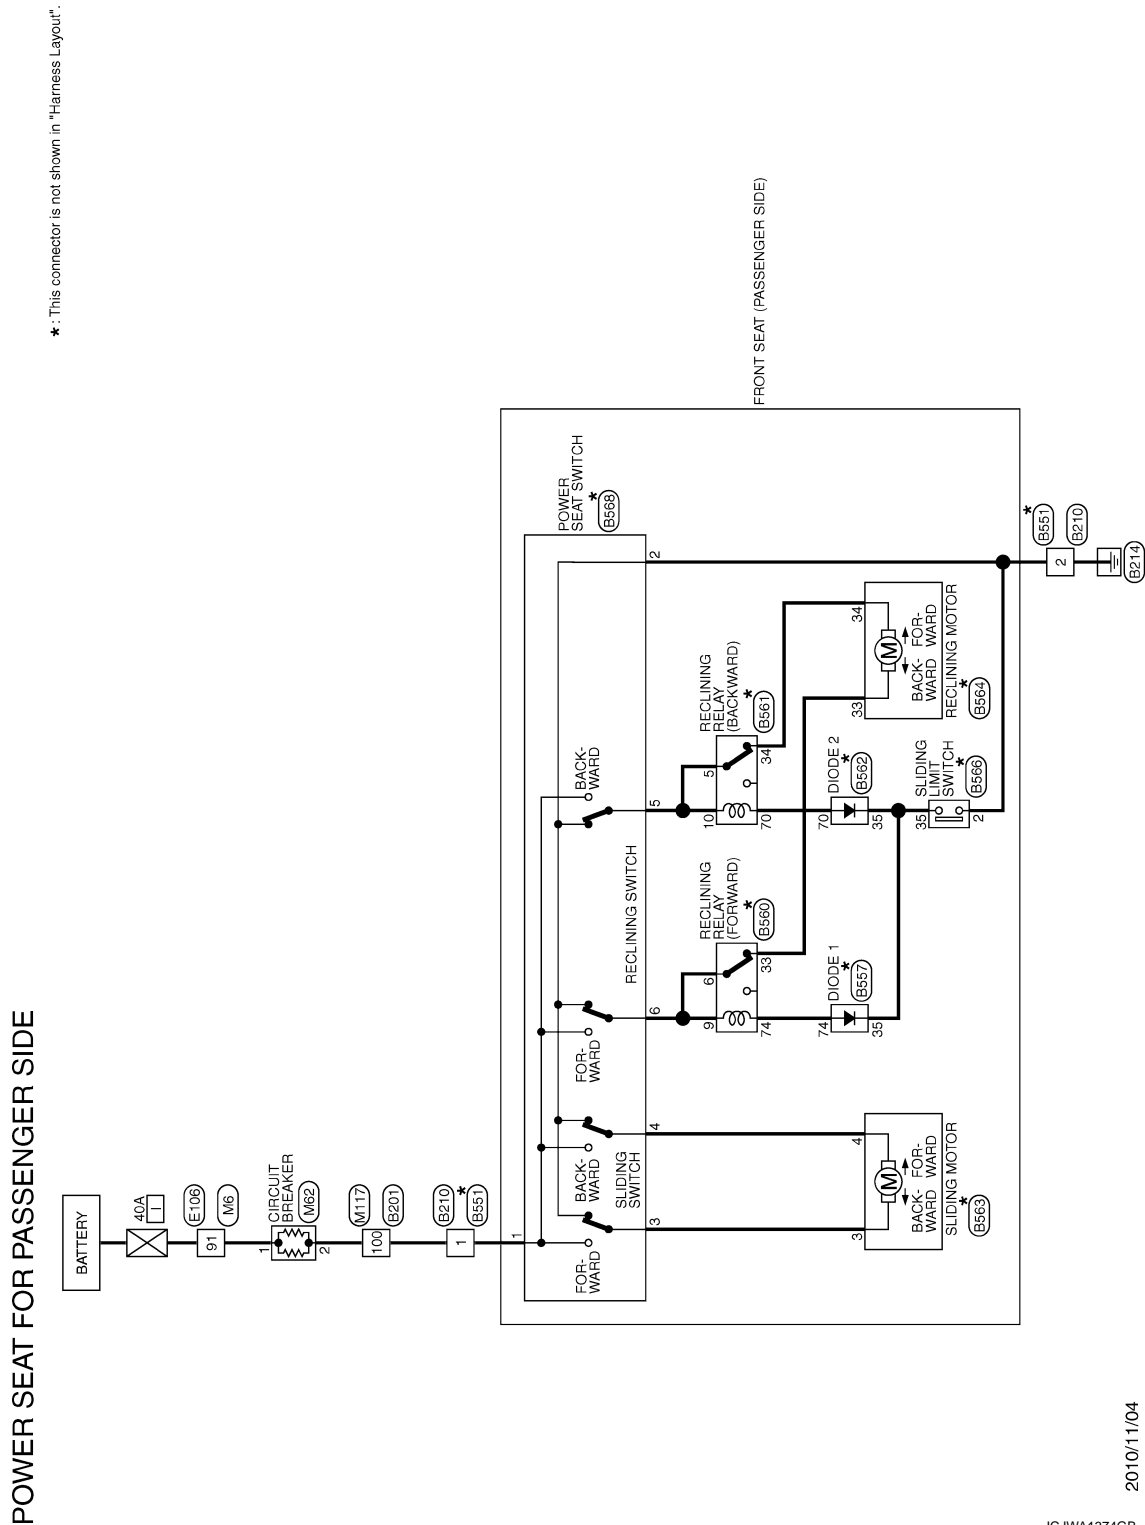 POWER SEAT FOR PASSENGER SIDE
* : This connector is not shown in "Harness Layout".
BATTERY
40A
I
91
E106
M6
1
CIRCUIT
BREAKER
M62
2
100
M117
B201
1
B210
*
B551
1
FOR-
WARD
SLIDING
SWITCH
BACK-
WARD
FOR-
WARD
RECLINING SWITCH
BACK-
WARD
POWER
SEAT SWITCH
*
B568
3
4
6
5
2
FRONT SEAT (PASSENGER SIDE)
9
6
RECLINING
RELAY
(FORWARD)
*
B560
74
33
10
5
RECLINING
RELAY
(BACKWARD)
*
B561
70
34
74
DIODE 1
*
B557
35
70
DIODE 2
*
B562
35
3
4
M
BACK-
WARD
FOR-
WARD
SLIDING MOTOR
*
B563
33
34
M
BACK-
WARD
FOR-
WARD
RECLINING MOTOR
*
B564
35
SLIDING
LIMIT
SWITCH
*
B566
2
2
*
B551
B210
B214
2010/11/04